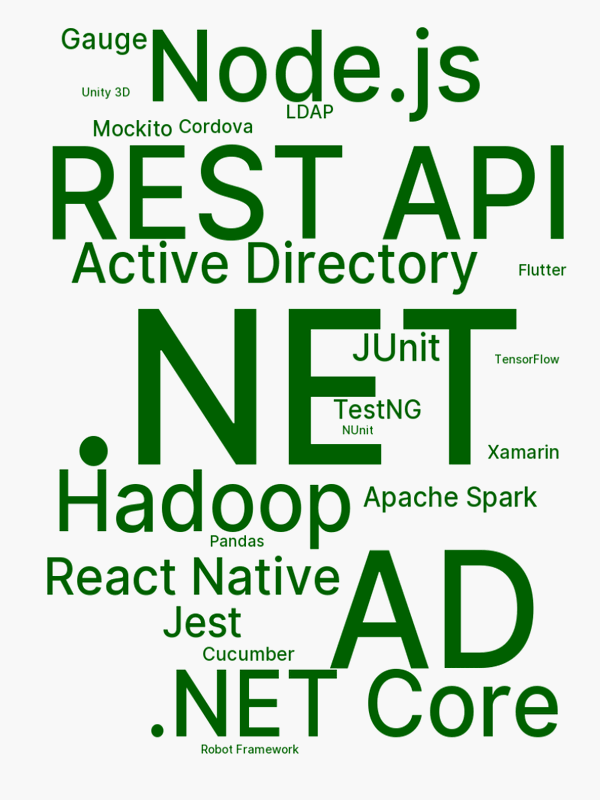 Gauge
Node.js
Unity 3D
LDAP
Mockito
Cordova
REST API
Active Directory
Flutter
.NET
JUnit
TensorFlow
TestNG
NUnit
Xamarin
Hadoop
Apache Spark
Pandas
React Native
AD
Jest
Cucumber
.NET Core
Robot Framework